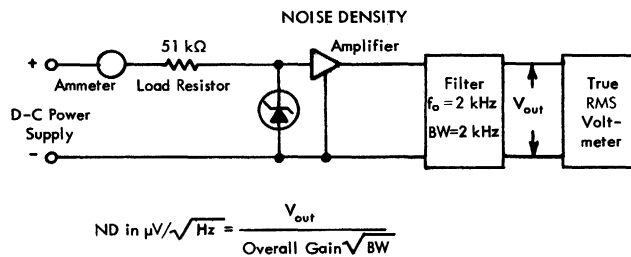 NOISE DENSITY
51 kΩ
Amplifier
+
Ammeter
Load Resistor
D-C Power
Supply
-
Filter
fo = 2 kHz
BW=2 kHz
Vout
True
RMS
Volt-
meter
ND in μV/√Hz = Vout
Overall Gain √BW